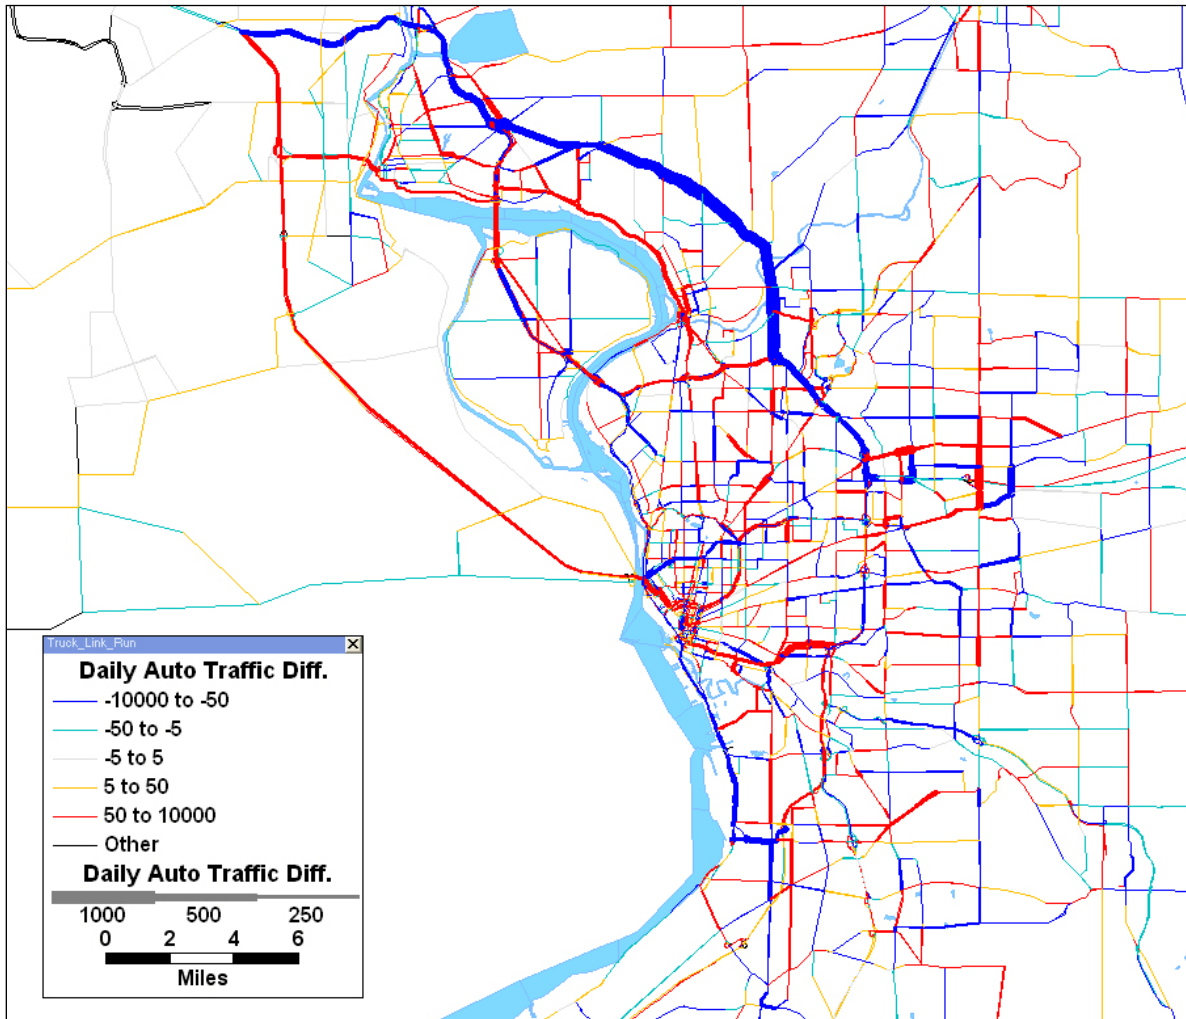 Truck_Link_Run
Daily Auto Traffic Diff.
-10000 to -50
-50 to -5
-5 to 5
5 to 50
50 to 10000
Other
Daily Auto Traffic Diff.
1000 500 250
0 2 4 6
Miles